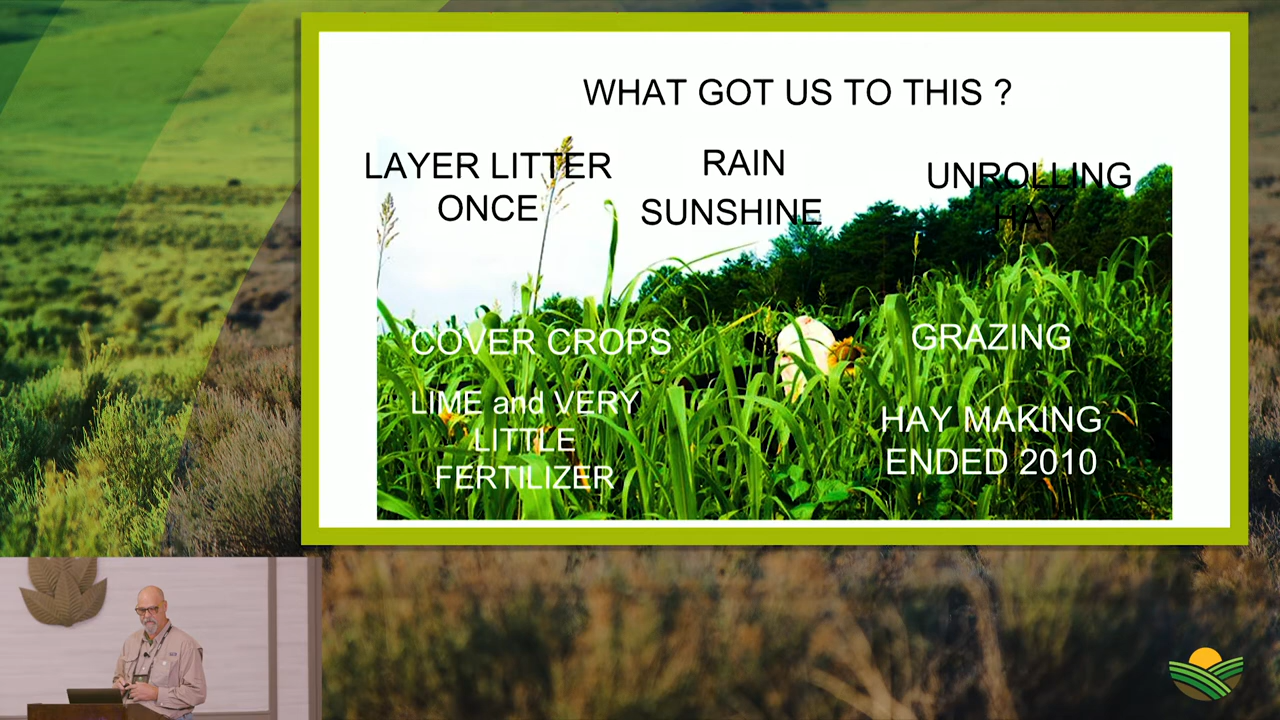 WHAT GOT US TO THIS ?
LAYER LITTER
ONCE
RAIN
SUNSHINE
UNROLLING
HAY
COVER CROPS
GRAZING
LIME and VERY
LITTLE
FERTILIZER
HAY MAKING
ENDED 2010